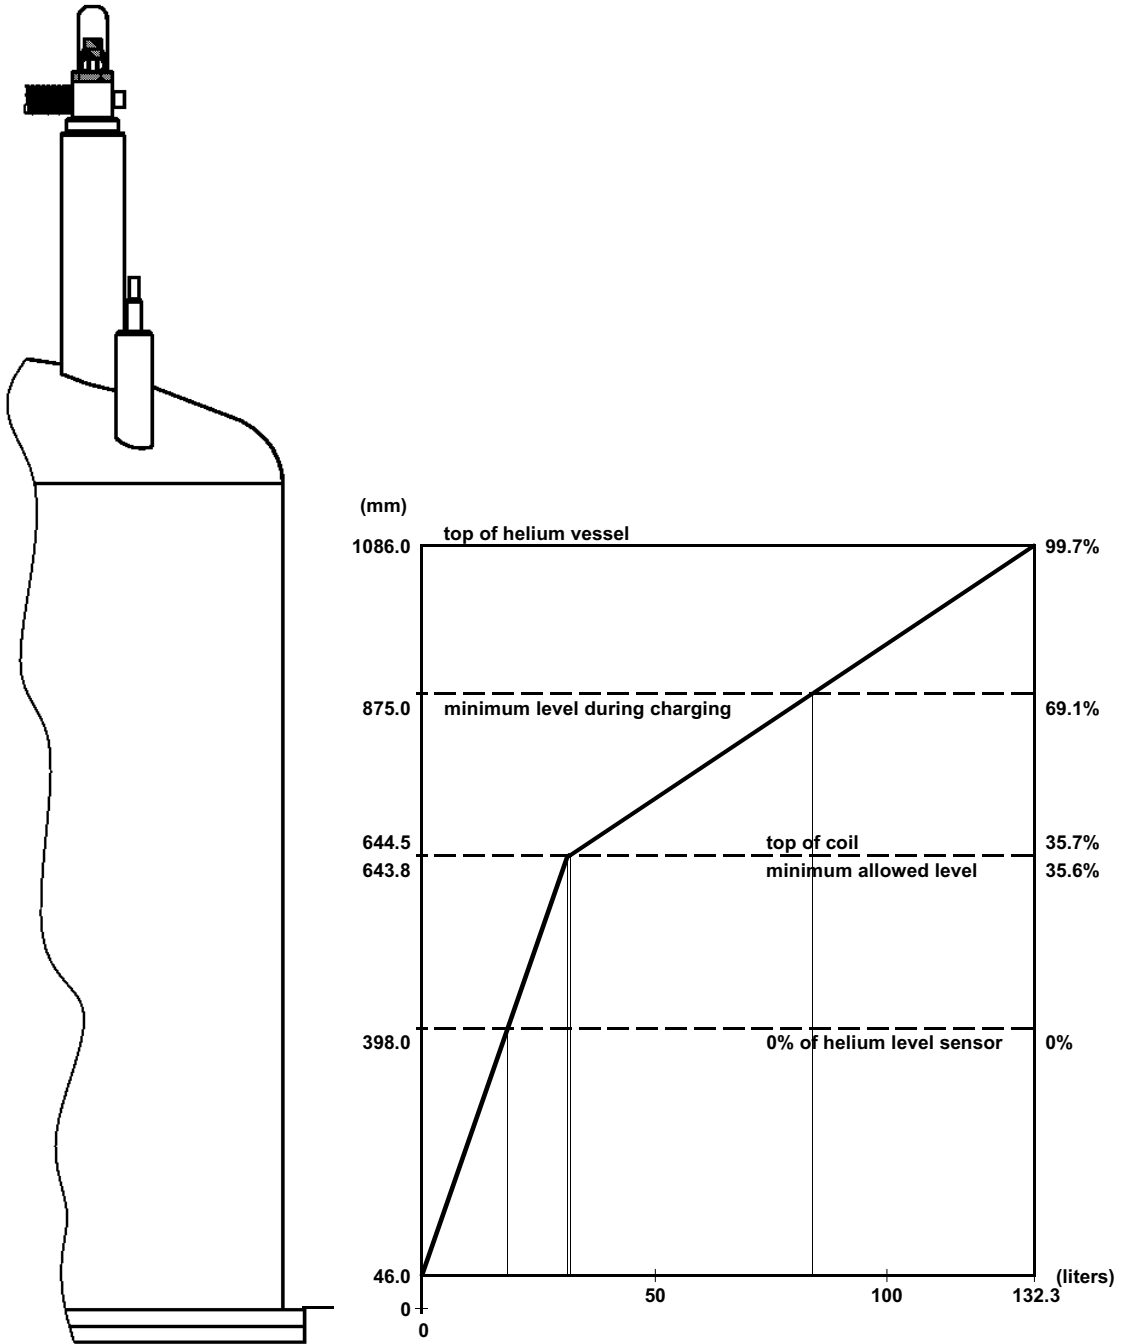 (mm)
top of helium vessel
1086.0
99.7%
875.0
minimum level during charging
69.1%
644.5
top of coil
35.7%
643.8
minimum allowed level
35.6%
398.0
0% of helium level sensor
0%
46.0
(liters)
0
50
100
132.3
0